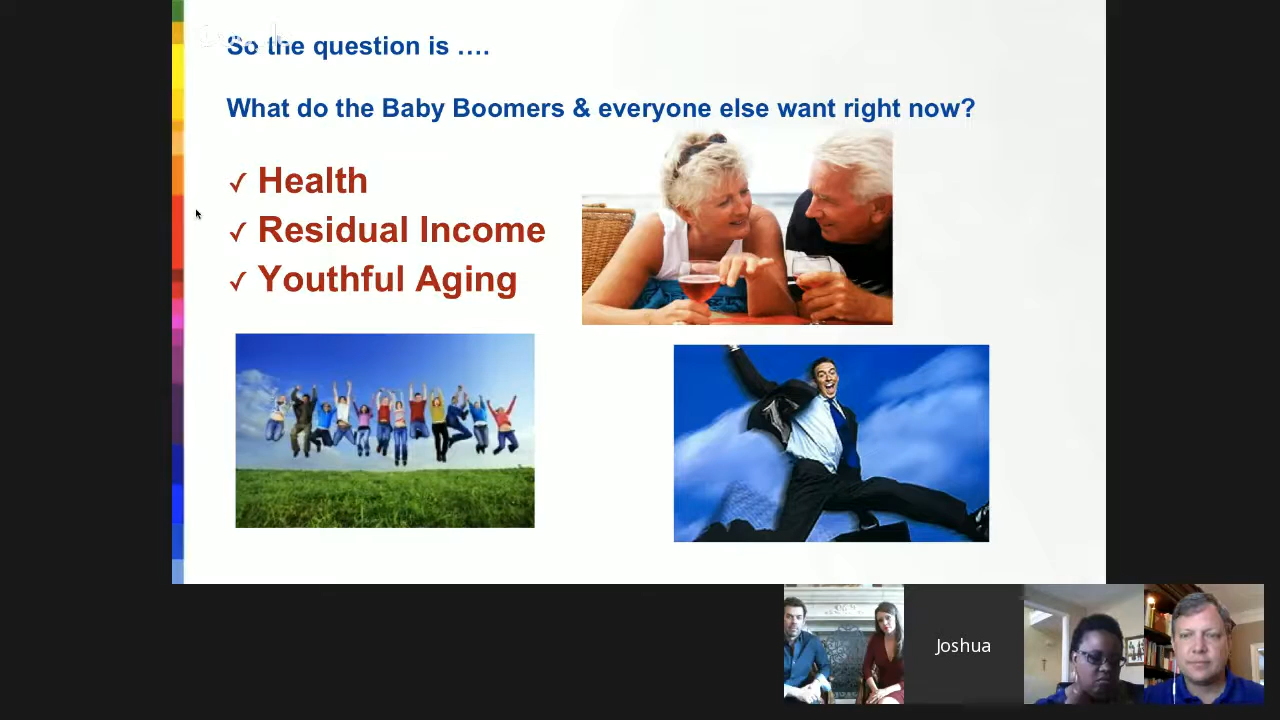 So the question is ....
What do the Baby Boomers & everyone else want right now?
✓ Health
✓ Residual Income
✓ Youthful Aging
Joshua